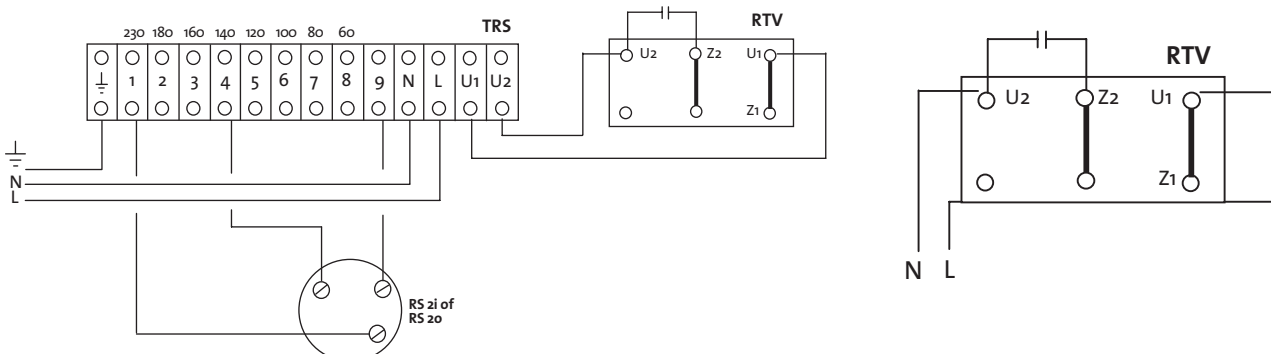 230 180 160 140 120 100 80 60
TRS
1 2 3 4 5 6 7 8 9 N L U1 U2
N
L
RS 2i of
RS 20
RTV
U2 Z2 U1
Z1
RTV
U2 Z2 U1
Z1
N L